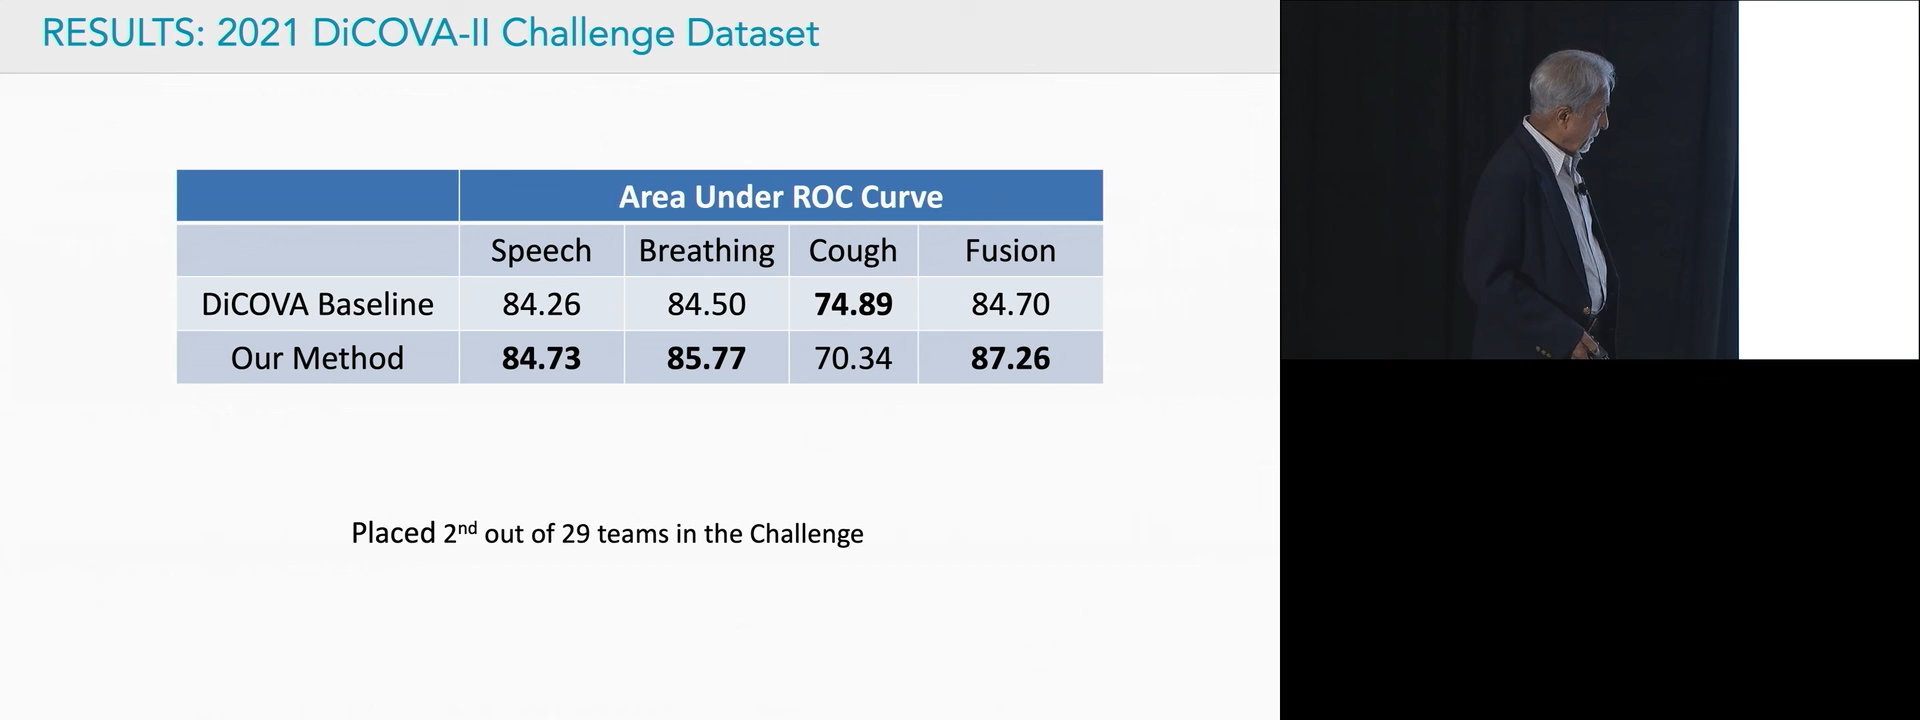 RESULTS: 2021 DiCOVA-II Challenge Dataset
Area Under ROC Curve
Speech Breathing Cough Fusion
DiCOVA Baseline 84.26 84.50 74.89 84.70
Our Method 84.73 85.77 70.34 87.26
Placed 2nd out of 29 teams in the Challenge